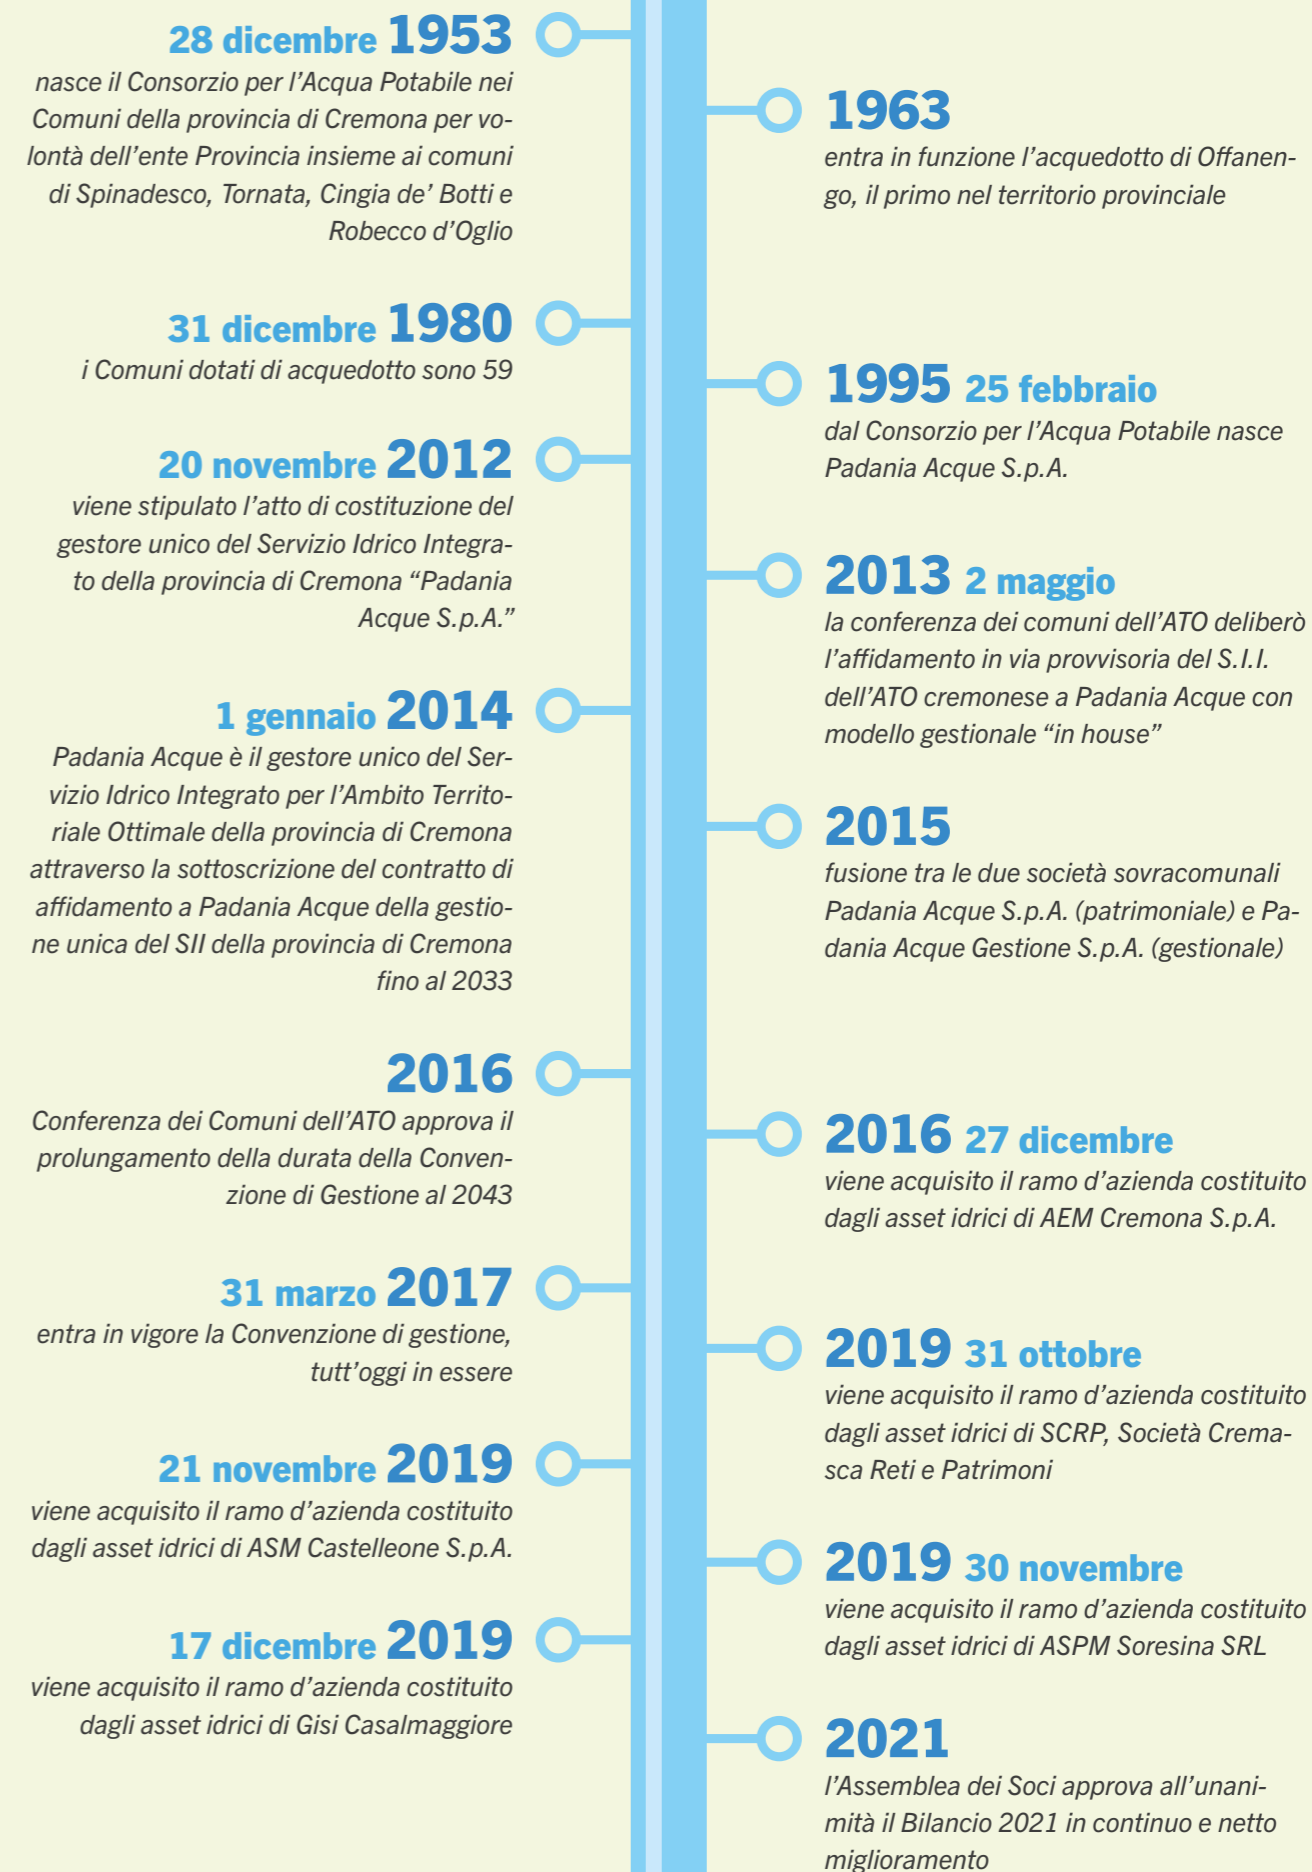 28 dicembre 1953
nasce il Consorzio per l'Acqua Potabile nei
Comuni della provincia di Cremona per vo-
lontà dell'ente Provincia insieme ai comuni
di Spinadesco, Tornata, Cingia de' Botti e
Robecco d'Oglio
1963
entra in funzione l'acquedotto di Offanen-
go, il primo nel territorio provinciale
31 dicembre 1980
i Comuni dotati di acquedotto sono 59
1995 25 febbraio
dal Consorzio per l'Acqua Potabile nasce
Padania Acque S.p.A.
20 novembre 2012
viene stipulato l'atto di costituzione del
gestore unico del Servizio Idrico Integra-
to della provincia di Cremona “Padania
Acque S.p.A.”
2013 2 maggio
la conferenza dei comuni dell'ATO deliberò
l'affidamento in via provvisoria del S.I.I.
dell'ATO cremonese a Padania Acque con
modello gestionale “in house”
1 gennaio 2014
Padania Acque è il gestore unico del Ser-
vizio Idrico Integrato per l'Ambito Territo-
riale Ottimale della provincia di Cremona
attraverso la sottoscrizione del contratto di
affidamento a Padania Acque della gestio-
ne unica del SII della provincia di Cremona
fino al 2033
2015
fusione tra le due società sovracomunali
Padania Acque S.p.A. (patrimoniale) e Pa-
dania Acque Gestione S.p.A. (gestionale)
2016
Conferenza dei Comuni dell'ATO approva il
prolungamento della durata della Conven-
zione di Gestione al 2043
2016 27 dicembre
viene acquisito il ramo d'azienda costituito
dagli asset idrici di AEM Cremona S.p.A.
31 marzo 2017
entra in vigore la Convenzione di gestione,
tutt'oggi in essere
2019 31 ottobre
viene acquisito il ramo d'azienda costituito
dagli asset idrici di SCRP, Società Crema-
sca Reti e Patrimoni
21 novembre 2019
viene acquisito il ramo d'azienda costituito
dagli asset idrici di ASM Castelleone S.p.A.
2019 30 novembre
viene acquisito il ramo d'azienda costituito
dagli asset idrici di ASPM Soresina SRL
17 dicembre 2019
viene acquisito il ramo d'azienda costituito
dagli asset idrici di Gisi Casalmaggiore
2021
l'Assemblea dei Soci approva all'unani-
mità il Bilancio 2021 in continuo e netto
miglioramento